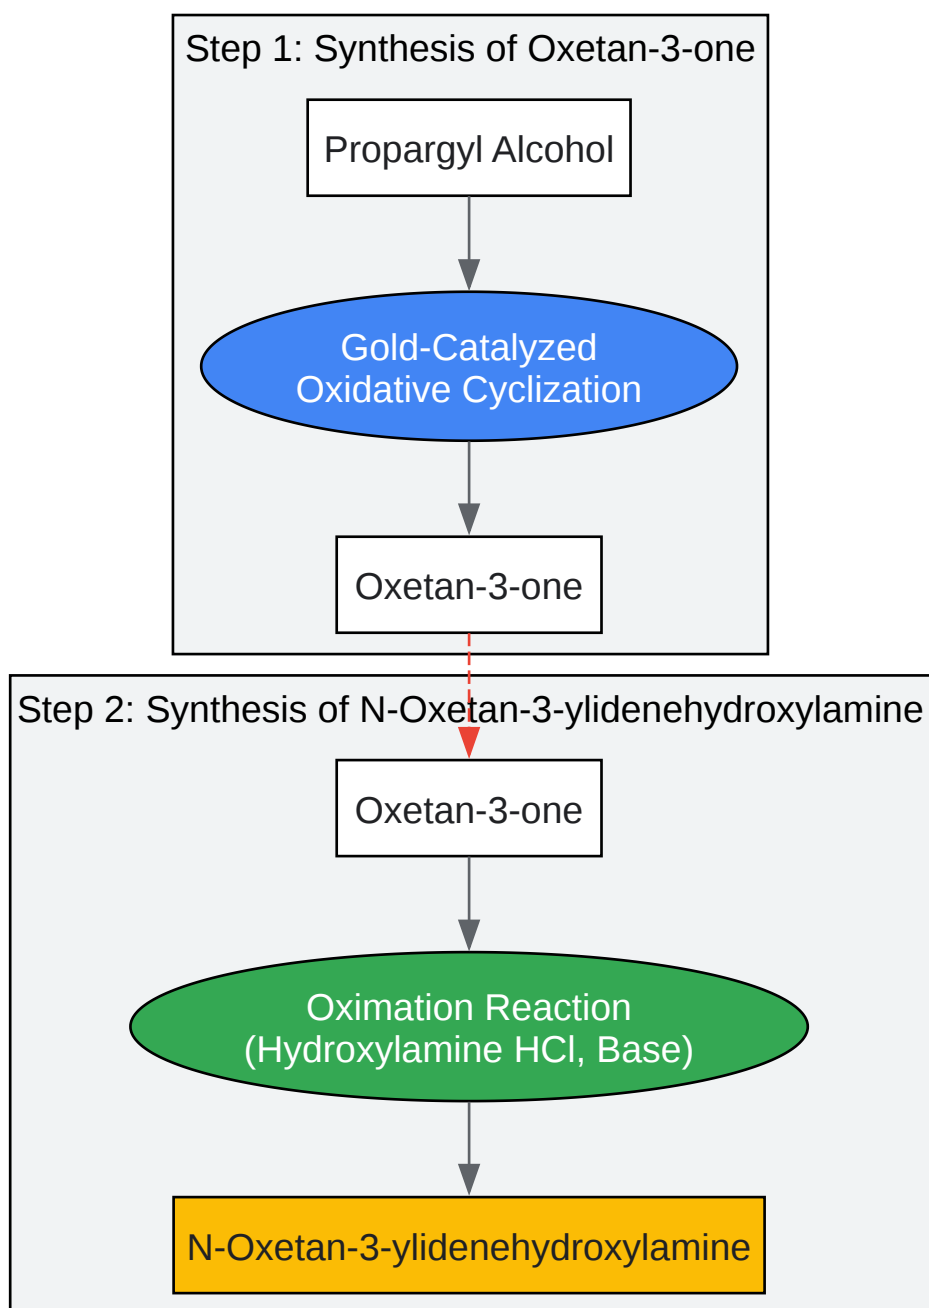 Step 1: Synthesis of Oxetan-3-one
Propargyl Alcohol
Gold-Catalyzed
Oxidative Cyclization
Oxetan-3-one
Step 2: Synthesis of N-Oxetan-3-ylidenehydroxylamine
Oxetan-3-one
Oximation Reaction
(Hydroxylamine HCl, Base)
N-Oxetan-3-ylidenehydroxylamine